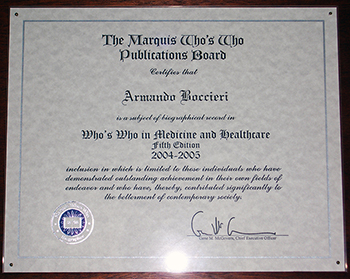 The Marquis Who's Who
Publications Board
Certifies that
Armando Boccieri
is a subject of biographical record in
Who's Who in Medicine and Healthcare
Fifth Edition
2004-2005
inclusion in which is limited to those individuals who have
demonstrated outstanding achievement in their own fields of
endeavor and who have, thereby, contributed significantly to
the betterment of contemporary society.
Chief Executive Officer